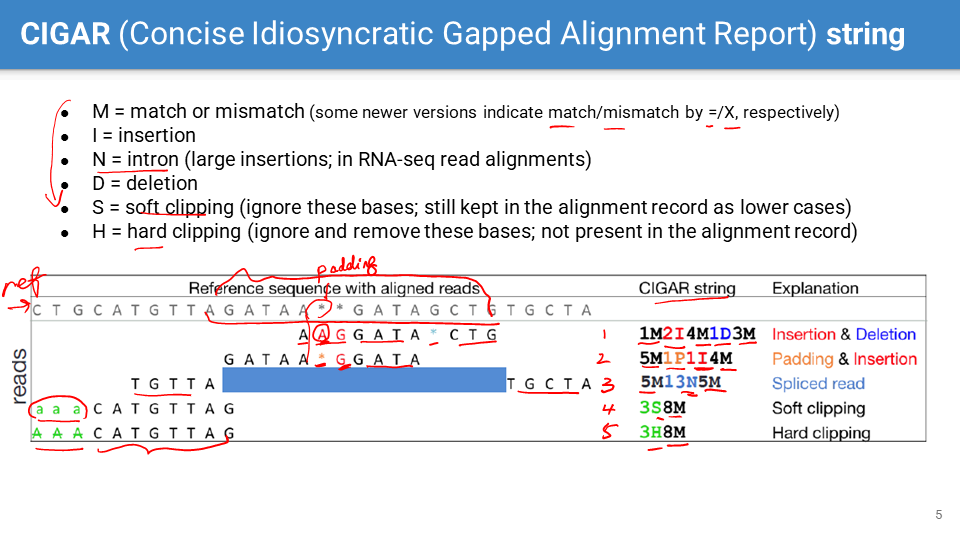 CIGAR (Concise Idiosyncratic Gapped Alignment Report) string
● M = match or mismatch (some newer versions indicate match/mismatch by =/X, respectively)
● I = insertion
● N = intron (large insertions; in RNA-seq read alignments)
● D = deletion
● S = soft clipping (ignore these bases; still kept in the alignment record as lower cases)
● H = hard clipping (ignore and remove these bases; not present in the alignment record)
padding
ref
Reference sequence with aligned reads CIGAR string Explanation
C T G C A T G T T A G A T A A * * G A T A G C T G T G C T A
reads
A A G G A T A * C T G 1 1M2I4M1D3M Insertion & Deletion
G A T A A * G G A T A 2 5M1P1I4M Padding & Insertion
T G T T A T G C T A 3 5M13N5M Spliced read
a a a C A T G T T A G 4 3S8M Soft clipping
A A A C A T G T T A G 5 3H8M Hard clipping
5